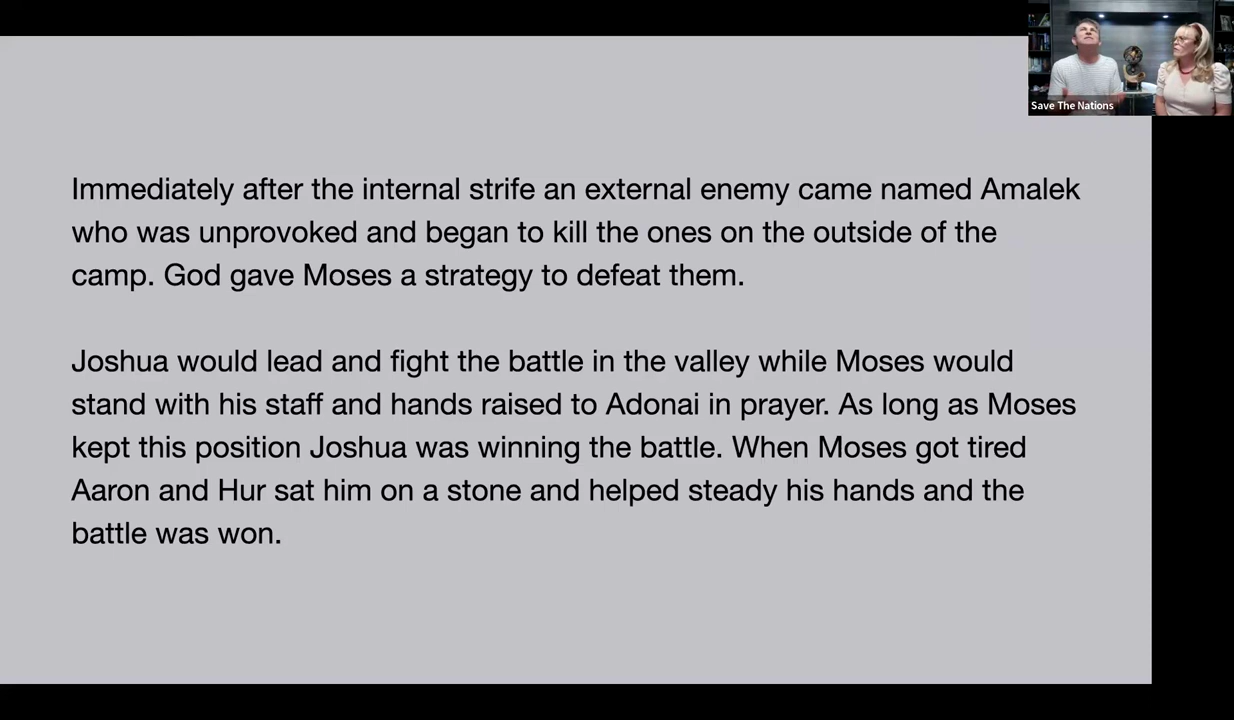 Save The Nations
Immediately after the internal strife an external enemy came named Amalek
who was unprovoked and began to kill the ones on the outside of the
camp. God gave Moses a strategy to defeat them.
Joshua would lead and fight the battle in the valley while Moses would
stand with his staff and hands raised to Adonai in prayer. As long as Moses
kept this position Joshua was winning the battle. When Moses got tired
Aaron and Hur sat him on a stone and helped steady his hands and the
battle was won.